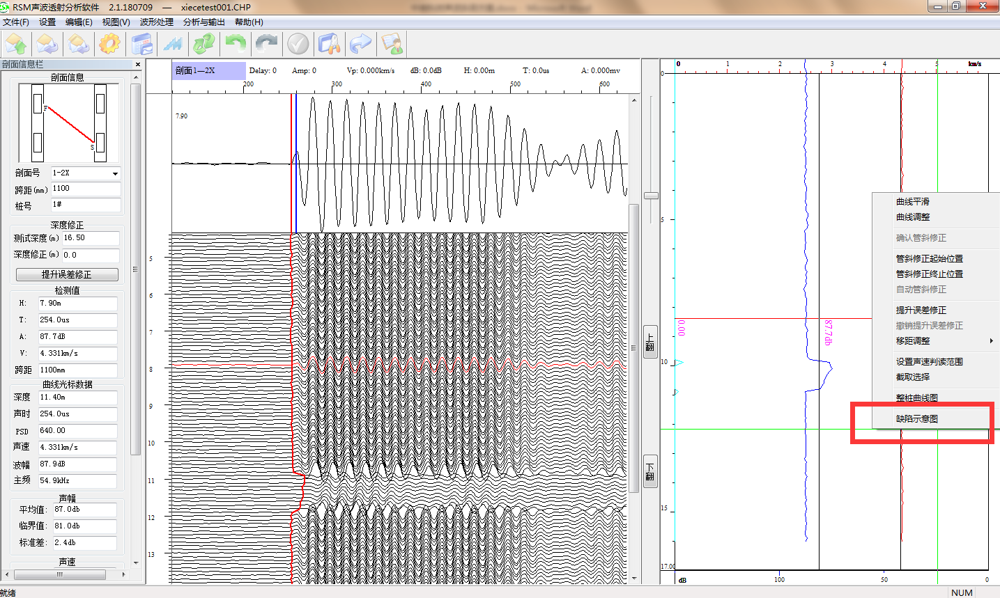 RSM声波透射分析软件 2.1.180709 — xiecetest001.CHP
文件(F) 设置 编辑(E) 视图(V) 波形处理 分析与输出 帮助(H)
剖面信息栏
剖面信息
F
S
剖面号 1-2X
跨距(mm) 1100
桩号 1#
深度修正
测试深度(m) 16.50
深度修正(m) 0.0
提升误差修正
检测值
H: 7.90m
T: 254.0us
A: 87.7dB
V: 4.331km/s
跨距 1100mm
曲线光标数据
深度 11.40m
声时 254.0us
PSD 640.00
声速 4.331km/s
波幅 87.9dB
主频 54.9kHz
声幅
平均值: 87.0db
临界值: 81.0db
标准差: 2.4db
声速
剖面1—2X Delay: 0 Amp: 0 Vp: 0.000km/s dB: 0.0dB H: 0.00m T: 0.0us A: 0.000mv
200 300 400 500 600
7.90
5
6
7
8
9
10
11
12
13
上翻
下翻
0 1 2 3 4 5 km/s
0
5
10
15
17.00
0.00
87.7db
dB 100 50 0
曲线平滑
曲线调整
确认管斜修正
管斜修正起始位置
管斜修正终止位置
自动管斜修正
提升误差修正
撤销提升误差修正
移距调整
设置声速判读范围
截取选择
整桩曲线图
缺陷示意图
就绪
NUM